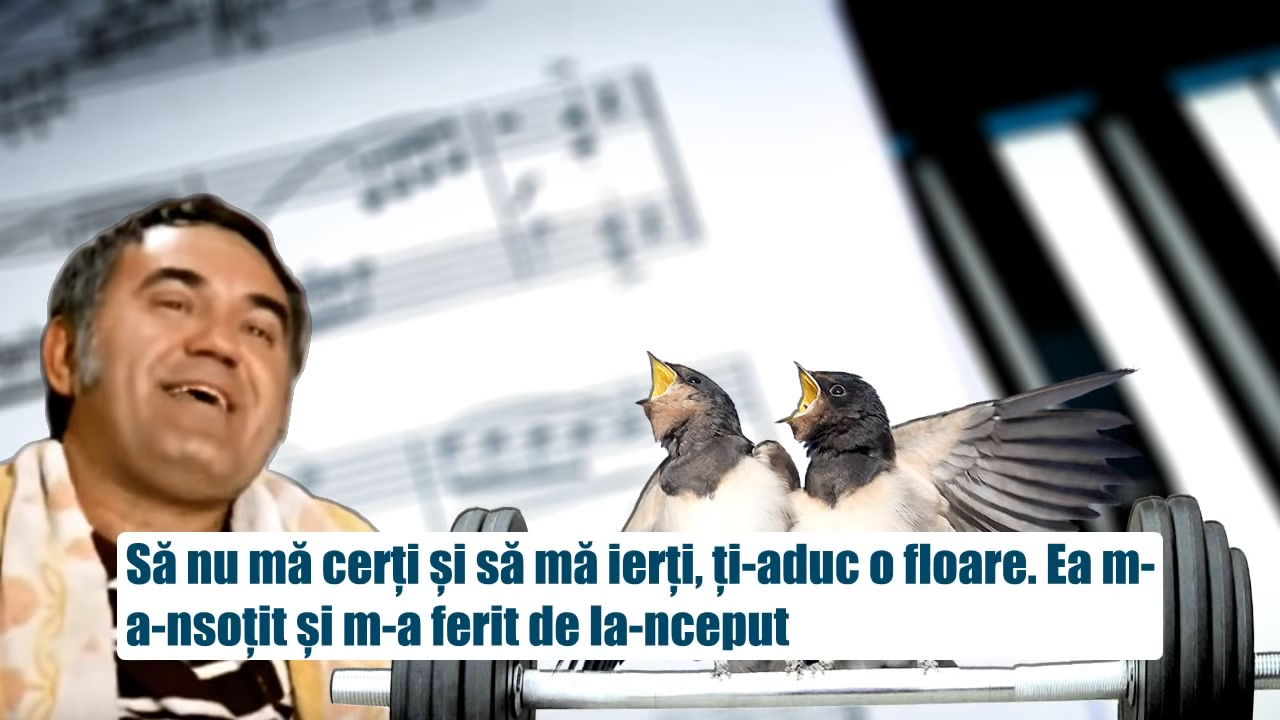 Să nu mă cerți și să mă ierți, ți-aduc o floare. Ea m-
a-nsoțit și m-a ferit de la-nceput